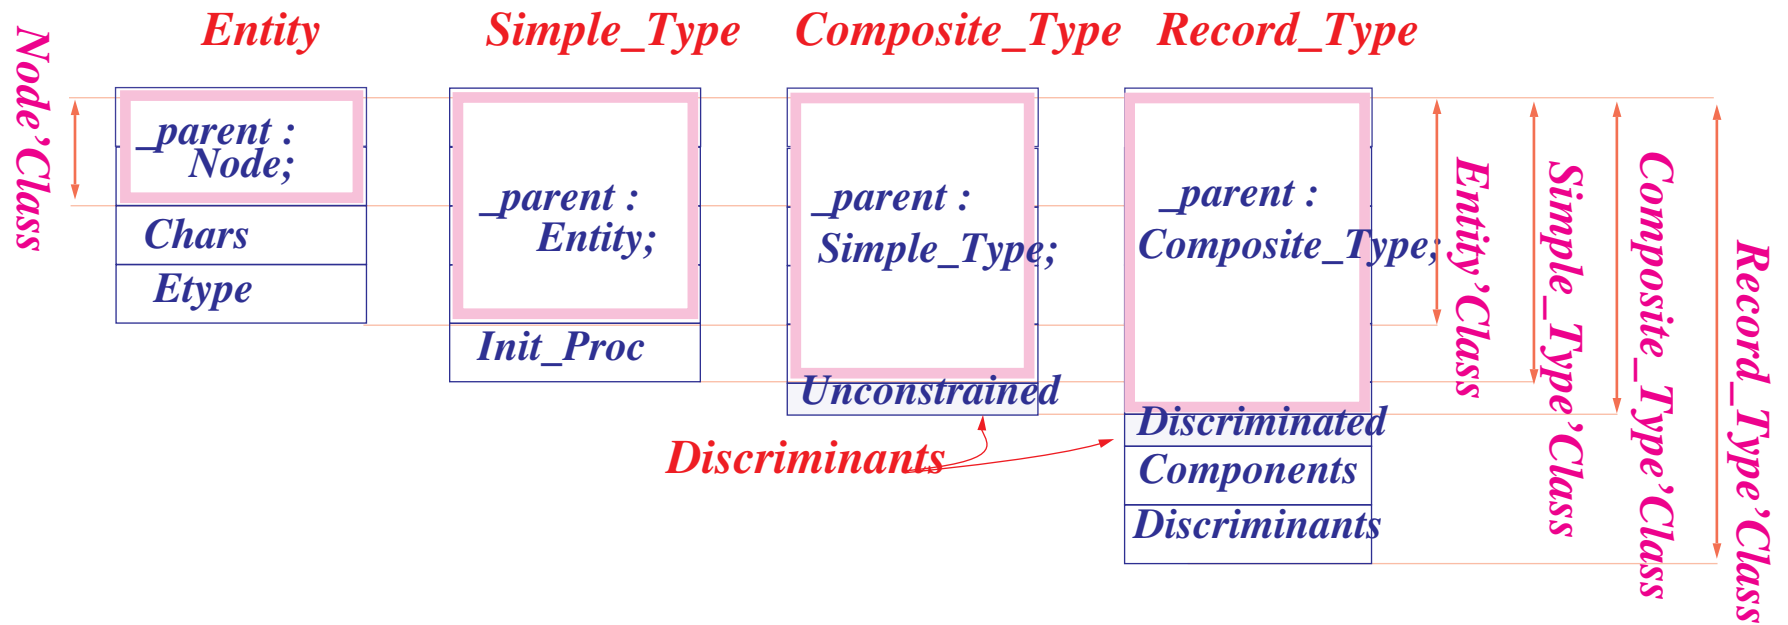 Entity
Simple_Type
Composite_Type
Record_Type
Node’Class
_parent :
Node;
Chars
Etype
_parent :
Entity;
Init_Proc
_parent :
Simple_Type;
Unconstrained
_parent :
Composite_Type;
Discriminated
Components
Discriminants
Discriminants
Entity’Class
Simple_Type’Class
Composite_Type’Class
Record_Type’Class